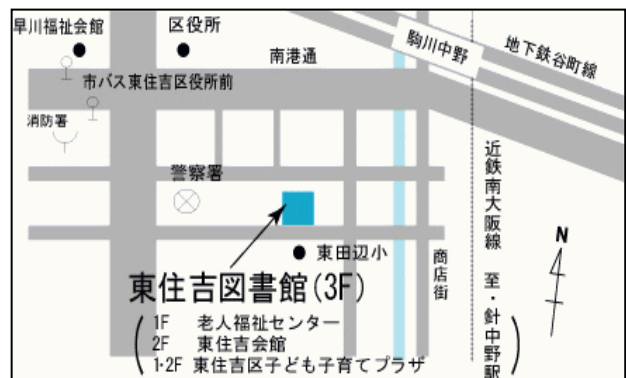 早川福祉会館
区役所
南港通
駒川中野
地下鉄谷町線
市バス東住吉区役所前
消防署
警察署
近鉄南大阪線 至・針中野駅
N
東田辺小
商店街
東住吉図書館(3F)
1F 老人福祉センター
2F 東住吉会館
1・2F 東住吉区子ども子育てプラザ